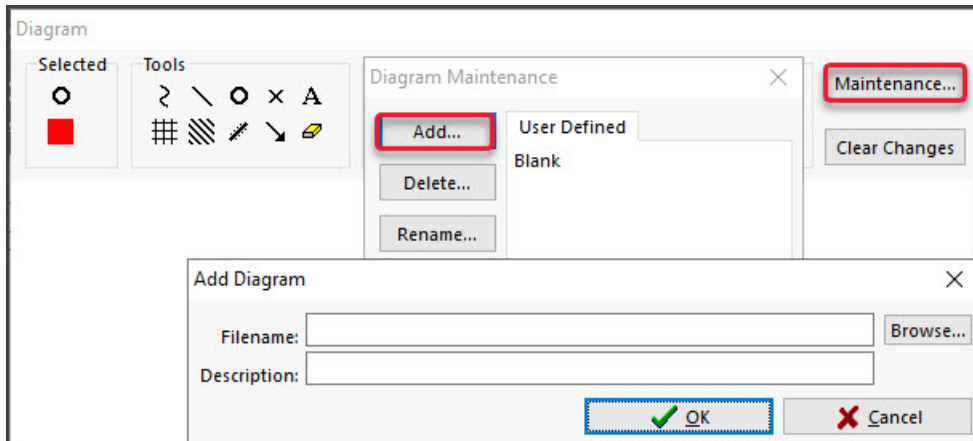 Diagram
Selected
Tools
A
Maintenance...
Clear Changes
Diagram Maintenance
Add...
Delete...
Rename...
User Defined
Blank
Add Diagram
Filename:
Browse...
Description:
OK
Cancel